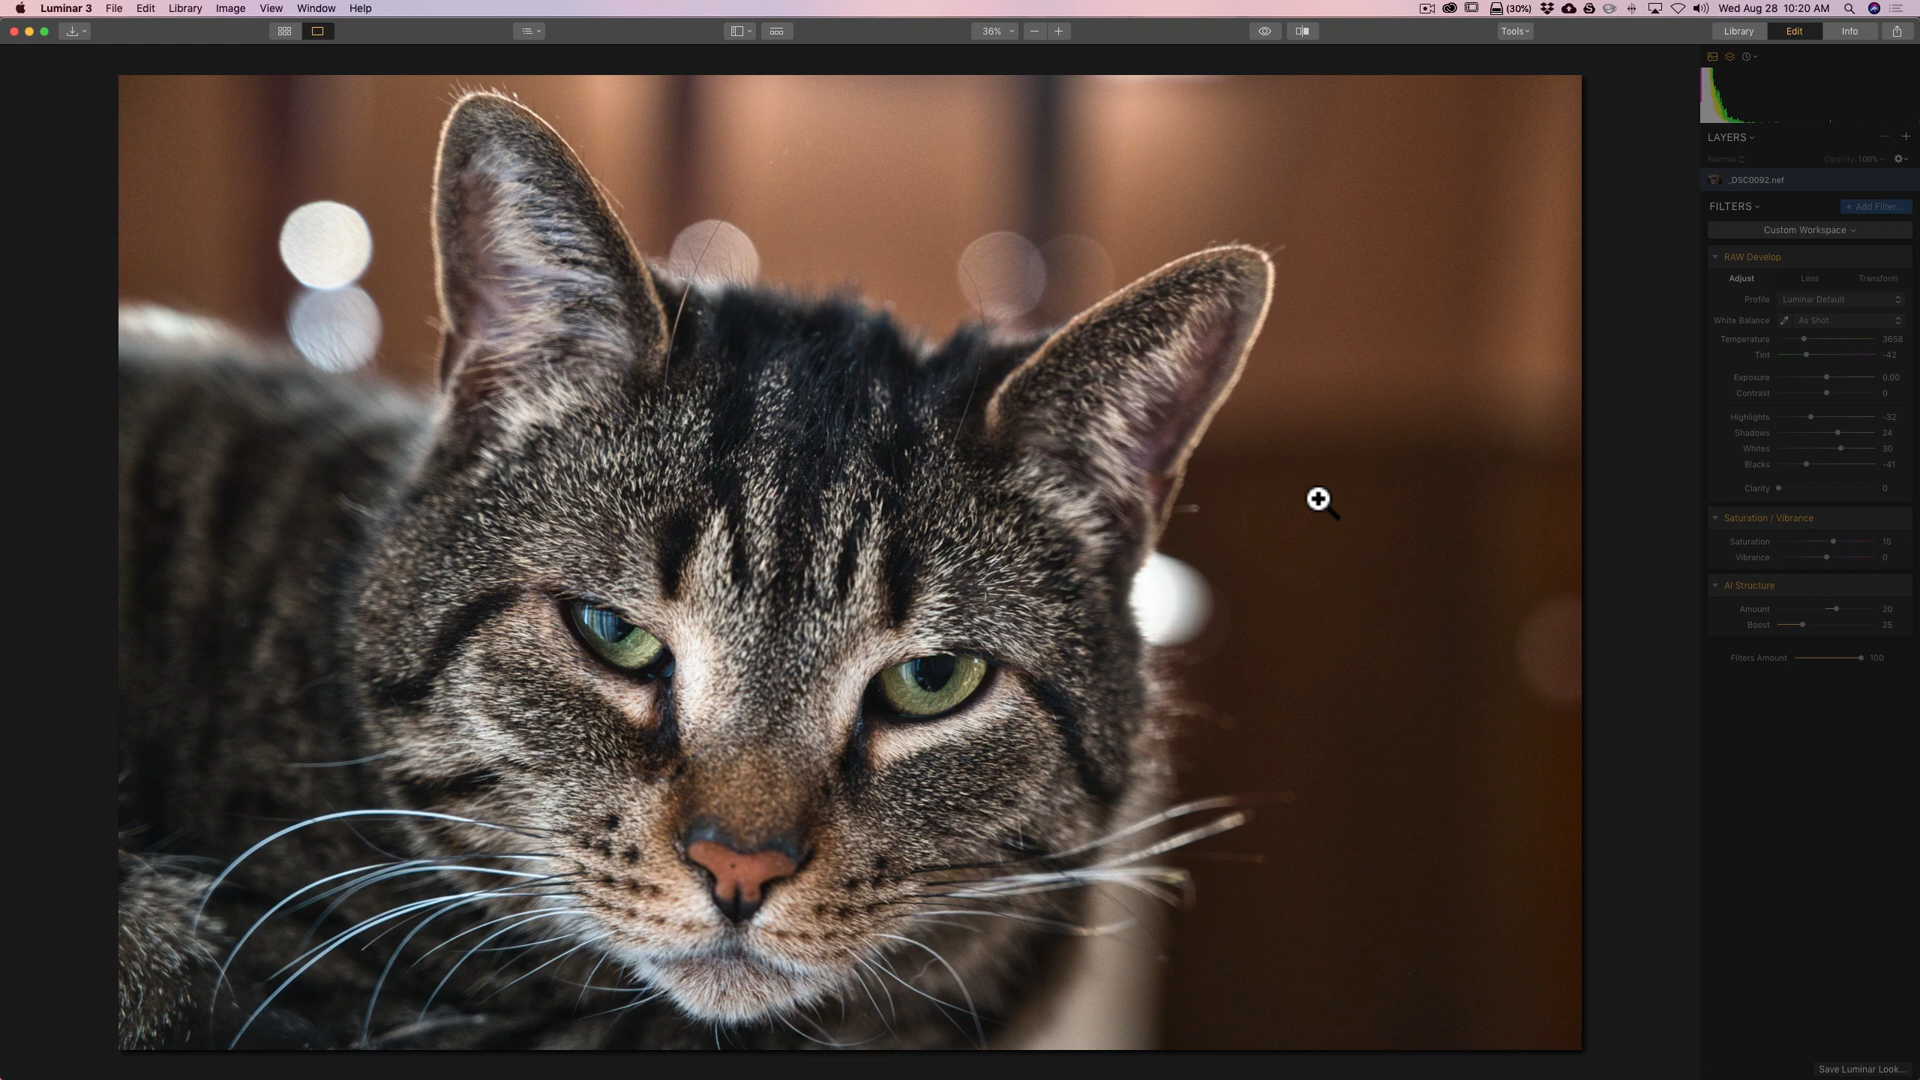 Luminar 3 File Edit Library Image View Window Help (30%) Wed Aug 28 10:20 AM
36% Tools Library Edit Info
LAYERS
Normal Opacity 100%
_DSC0092.nef
FILTERS + Add Filter...
Custom Workspace
RAW Develop
Adjust Lens Transform
Profile Luminar Default
White Balance As Shot
Temperature 3658
Tint -42
Exposure 0.00
Contrast 0
Highlights -32
Shadows 24
Whites 30
Blacks -41
Clarity 0
Saturation / Vibrance
Saturation 15
Vibrance 0
AI Structure
Amount 20
Boost 25
Filters Amount 100
Save Luminar Look...